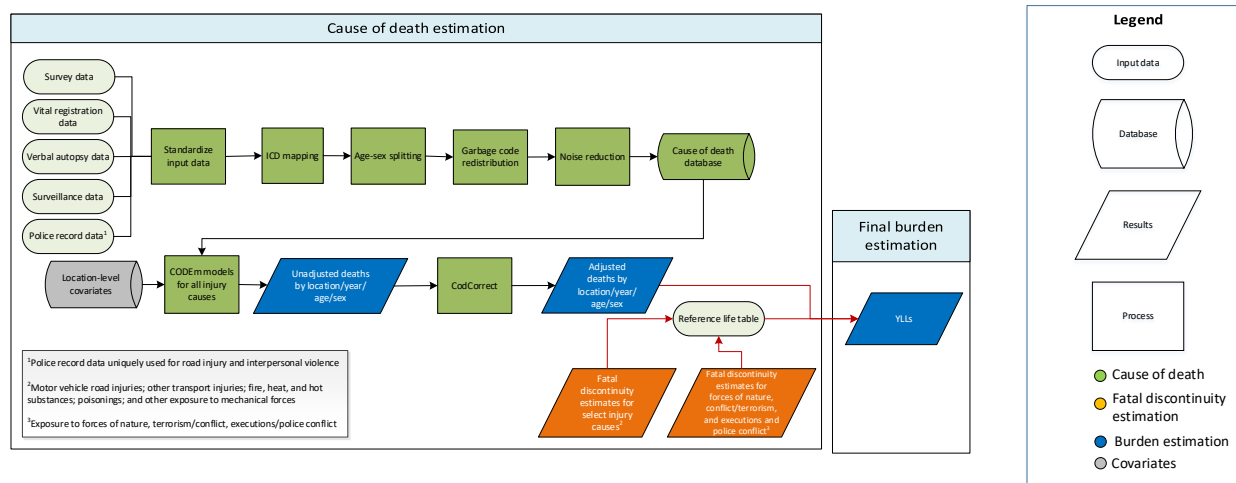 Cause of death estimation
Survey data
Vital registration
data
Verbal autopsy data
Surveillance data
Police record data¹
Standardize
input data
ICD mapping
Age-sex splitting
Garbage code
redistribution
Noise reduction
Cause of death
database
Location-level
covariates
CODEm models
for all injury
causes
Unadjusted deaths
by location/year/
age/sex
CodCorrect
Adjusted
deaths by
location/year/
age/sex
Reference life table
Fatal
discontinuity
estimates for
select injury
causes²
Fatal discontinuity
estimates for
forces of nature,
conflict/terrorism,
and executions and
police conflict³
¹Police record data uniquely used for road injury and interpersonal violence
²Motor vehicle road injuries; other transport injuries; fire, heat, and hot
substances; poisonings; and other exposure to mechanical forces
³Exposure to forces of nature, terrorism/conflict, executions/police conflict
Final burden
estimation
YLLs
Legend
Input data
Database
Results
Process
Cause of death
Fatal discontinuity
estimation
Burden estimation
Covariates